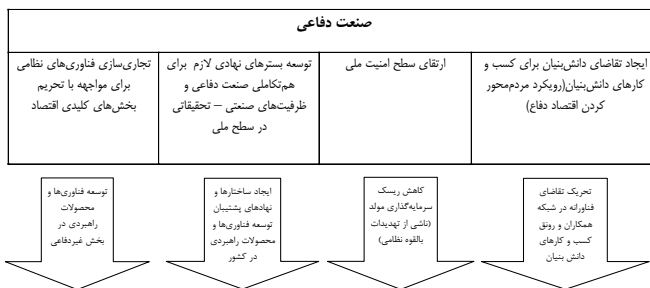 صنعت دفاعی
ایجاد تقاضای دانش‌بنیان برای کسب و
کارهای دانش‌بنیان(رویکرد مردم‌محور
کردن اقتصاد دفاع)
ارتقای سطح امنیت ملی
توسعه بسترهای نهادی لازم برای
هم‌تکاملی صنعت دفاعی و
ظرفیت‌های صنعتی – تحقیقاتی
در سطح ملی
تجاری‌سازی فناوری‌های نظامی
برای مواجهه با تحریم
بخش‌های کلیدی اقتصاد
تحریک تقاضای
فناورانه در شبکه
همکاران و رونق
کسب و کارهای
دانش بنیان
کاهش ریسک
سرمایه‌گذاری مولد
(ناشی از تهدیدات
بالقوه نظامی)
ایجاد ساختارها و
نهادهای پشتیبان
توسعه فناوری‌ها و
محصولات راهبردی
در کشور
توسعه فناوری‌ها و
محصولات
راهبردی در
بخش غیردفاعی